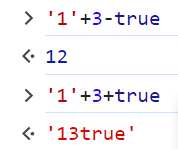 > '1'+3-true
<· 12
> '1'+3+true
<· '13true'